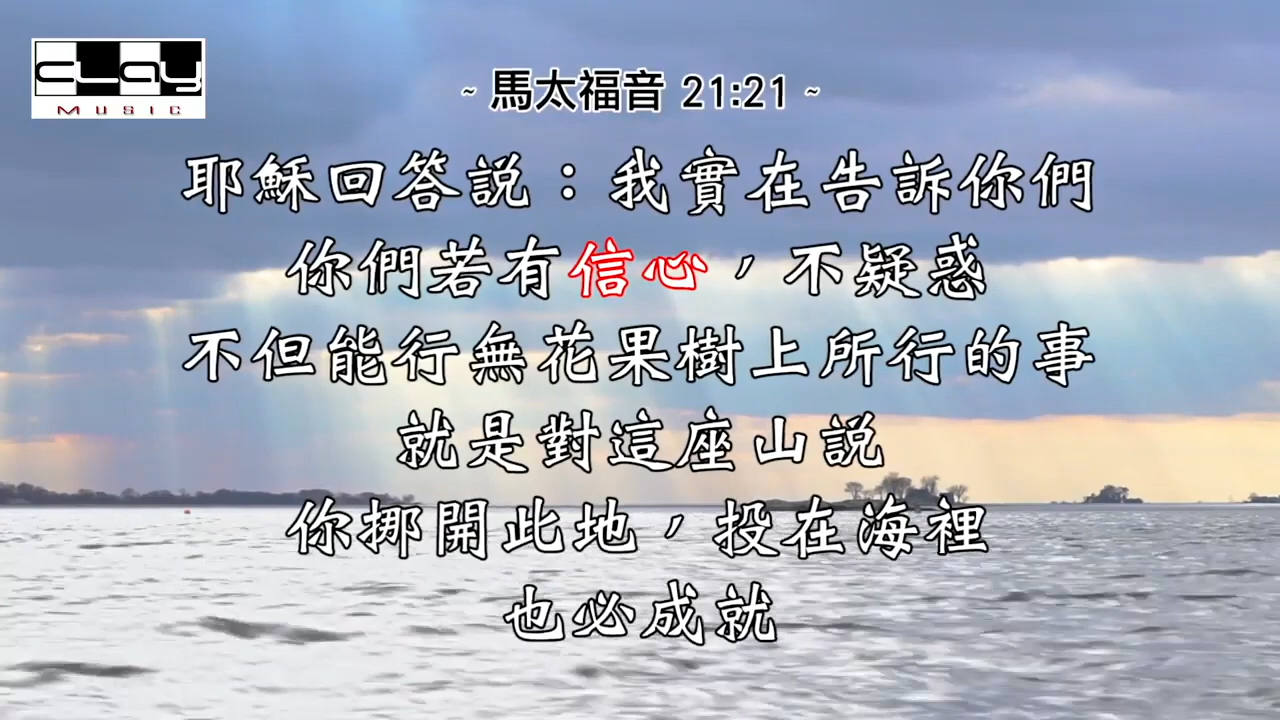 CLay
MUSIC
~ 馬太福音 21:21 ~
耶穌回答説：我實在告訴你們
你們若有信心，不疑惑
不但能行無花果樹上所行的事
就是對這座山説
你挪開此地，投在海裡
也必成就